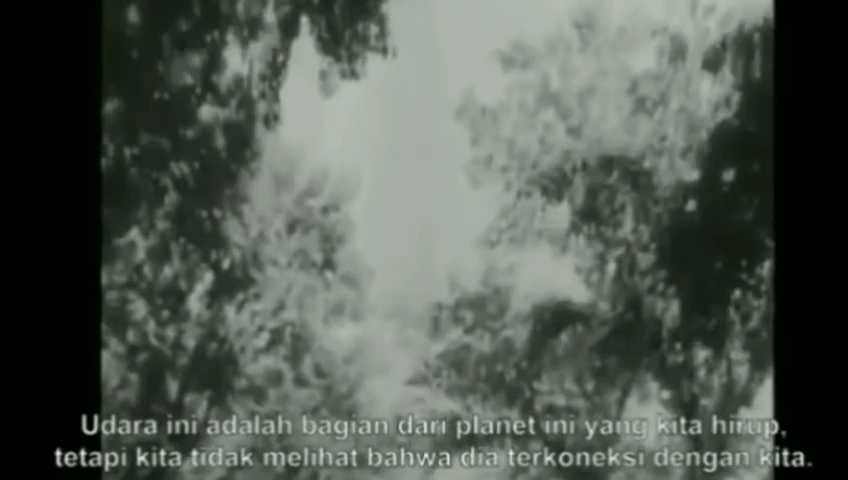 Udara ini adalah bagian dari planet ini yang kita hirup,
tetapi kita tidak melihat bahwa dia terkoneksi dengan kita.